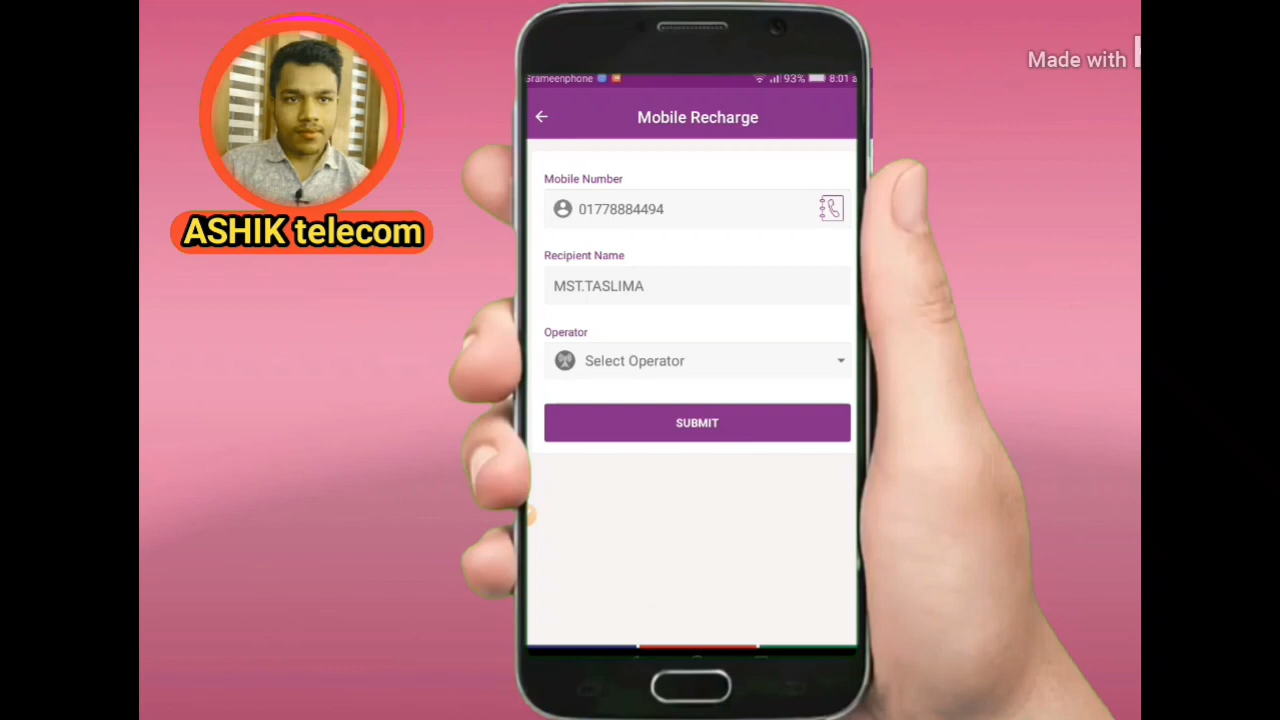 Made with
Grameenphone 93% 8:01
Mobile Recharge
ASHIK telecom
Mobile Number
01778884494
Recipient Name
MST.TASLIMA
Operator
Select Operator
SUBMIT